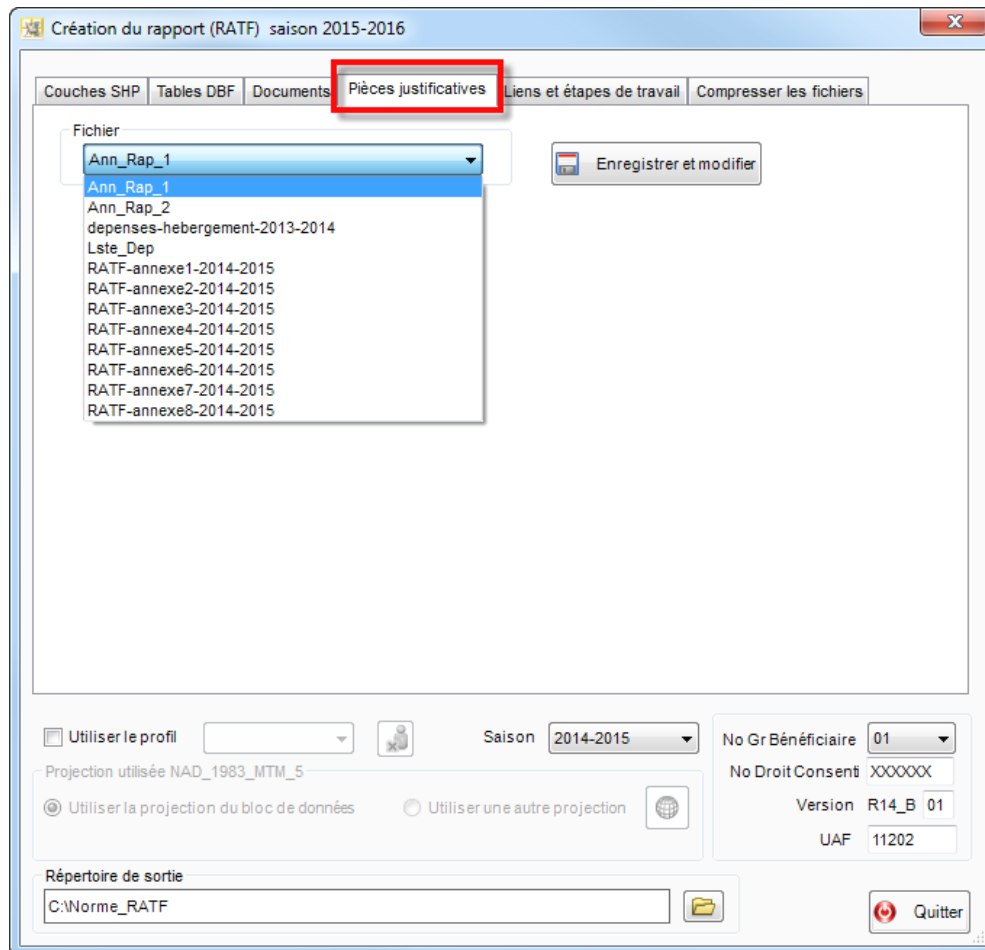 Création du rapport (RATF) saison 2015-2016
Couches SHP Tables DBF Documents Pièces justificatives Liens et étapes de travail Compresser les fichiers
Fichier
Ann_Rap_1
Enregistrer et modifier
Ann_Rap_1
Ann_Rap_2
depenses-hebergement-2013-2014
Lste_Dep
RATF-annexe1-2014-2015
RATF-annexe2-2014-2015
RATF-annexe3-2014-2015
RATF-annexe4-2014-2015
RATF-annexe5-2014-2015
RATF-annexe6-2014-2015
RATF-annexe7-2014-2015
RATF-annexe8-2014-2015
Utiliser le profil
Saison 2014-2015
No Gr Bénéficiaire 01
Projection utilisée NAD_1983_MTM_5
No Droit Consenti XXXXXX
Utiliser la projection du bloc de données Utiliser une autre projection
Version R14_B 01
UAF 11202
Répertoire de sortie
C:\Norme_RATF
Quitter